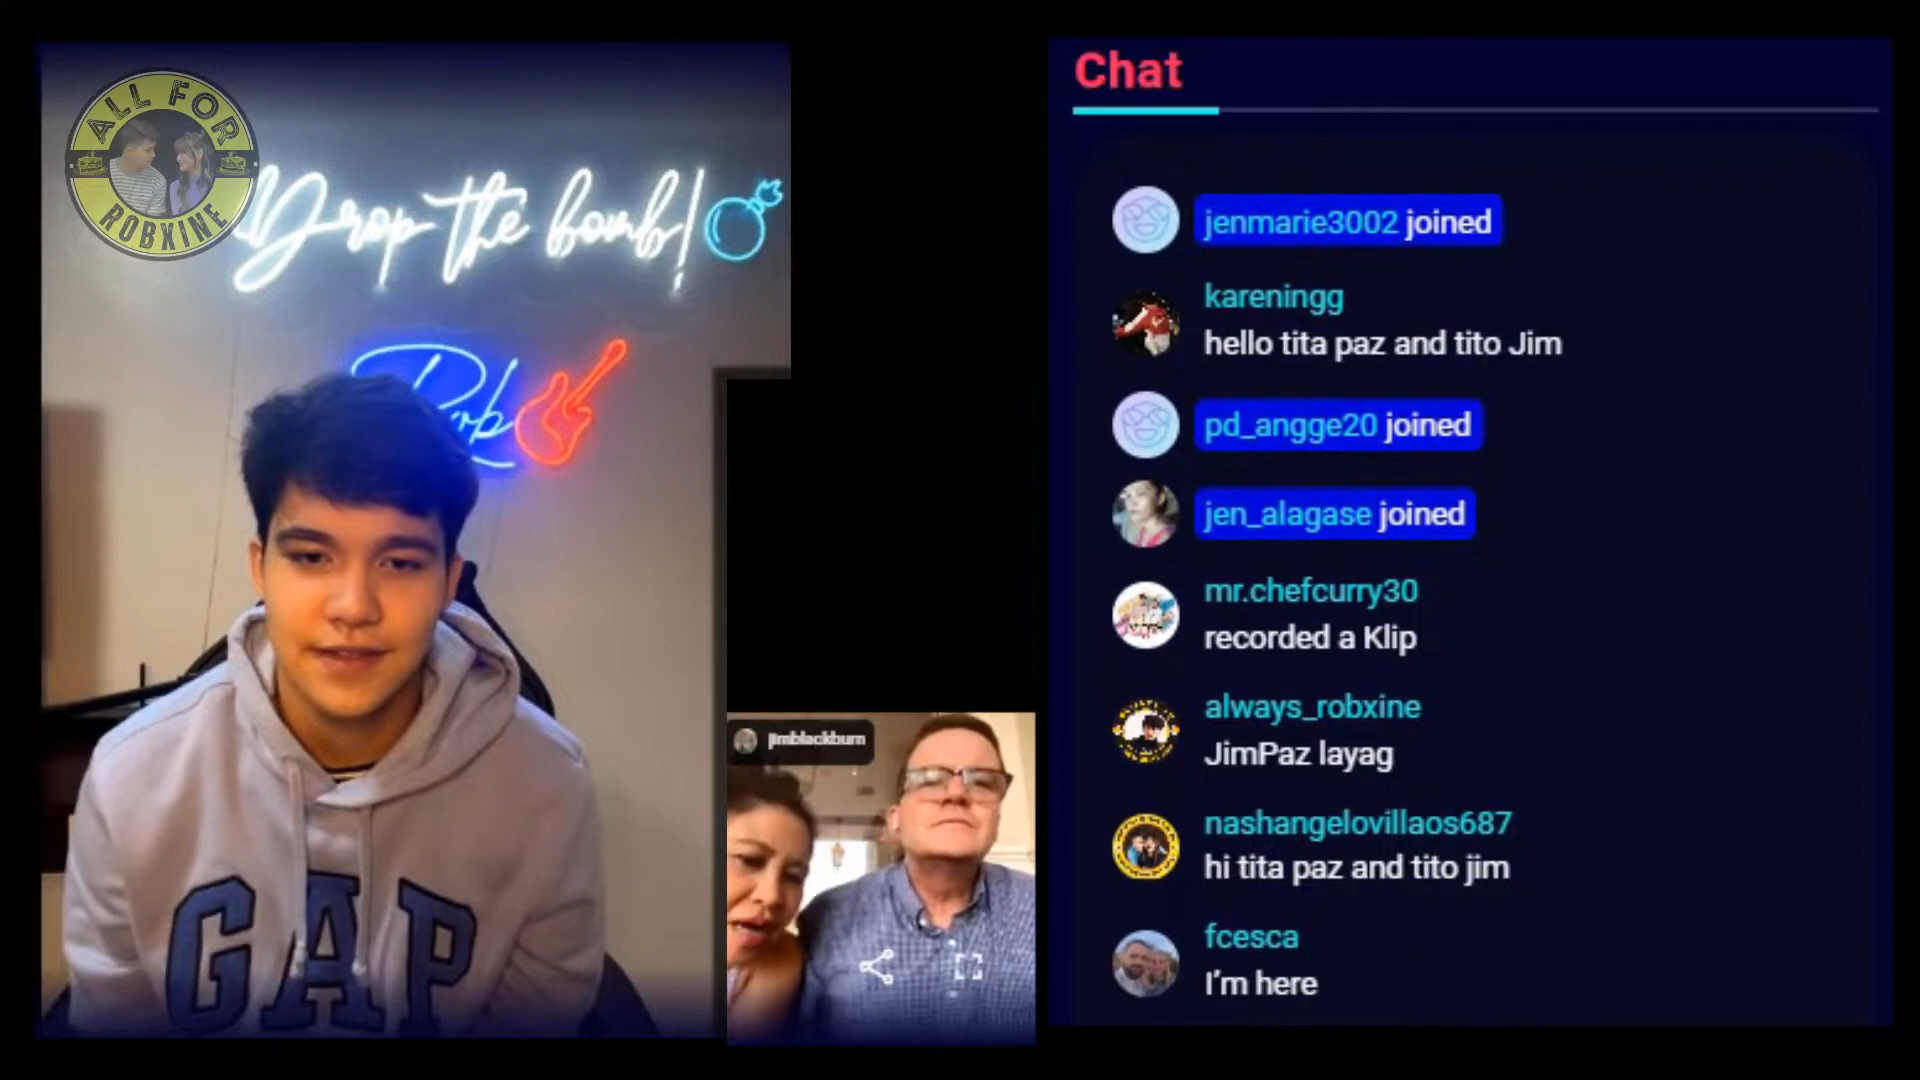 ALL FOR
ROBXINE
Drop the bomb!
Rob
GAP
jimblackburn
Chat
jenmarie3002 joined
kareningg
hello tita paz and tito Jim
pd_angge20 joined
jen_alagase joined
mr.chefcurry30
recorded a Klip
always_robxine
JimPaz layag
nashangelovillaos687
hi tita paz and tito jim
fcesca
I'm here